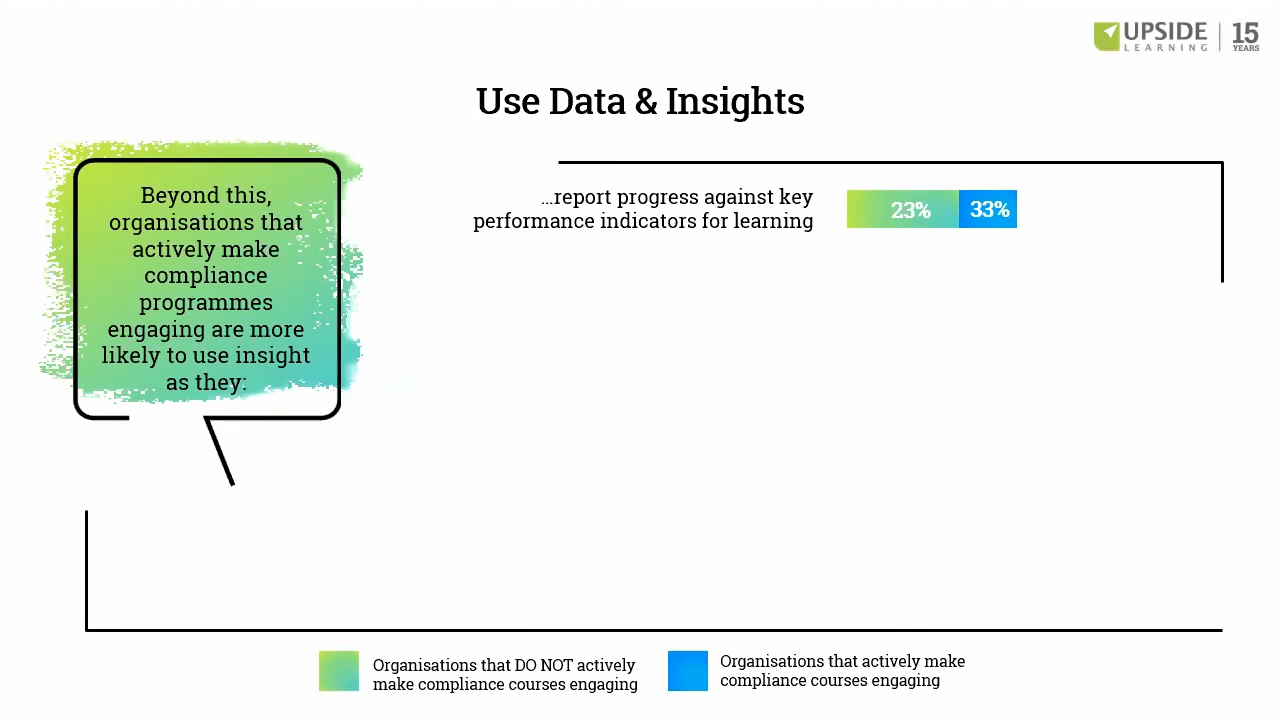 UPSIDE
LEARNING
15
YEARS
Use Data & Insights
Beyond this,
organisations that
actively make
compliance
programmes
engaging are more
likely to use insight
as they:
...report progress against key
performance indicators for learning
23%
33%
Organisations that DO NOT actively
make compliance courses engaging
Organisations that actively make
compliance courses engaging